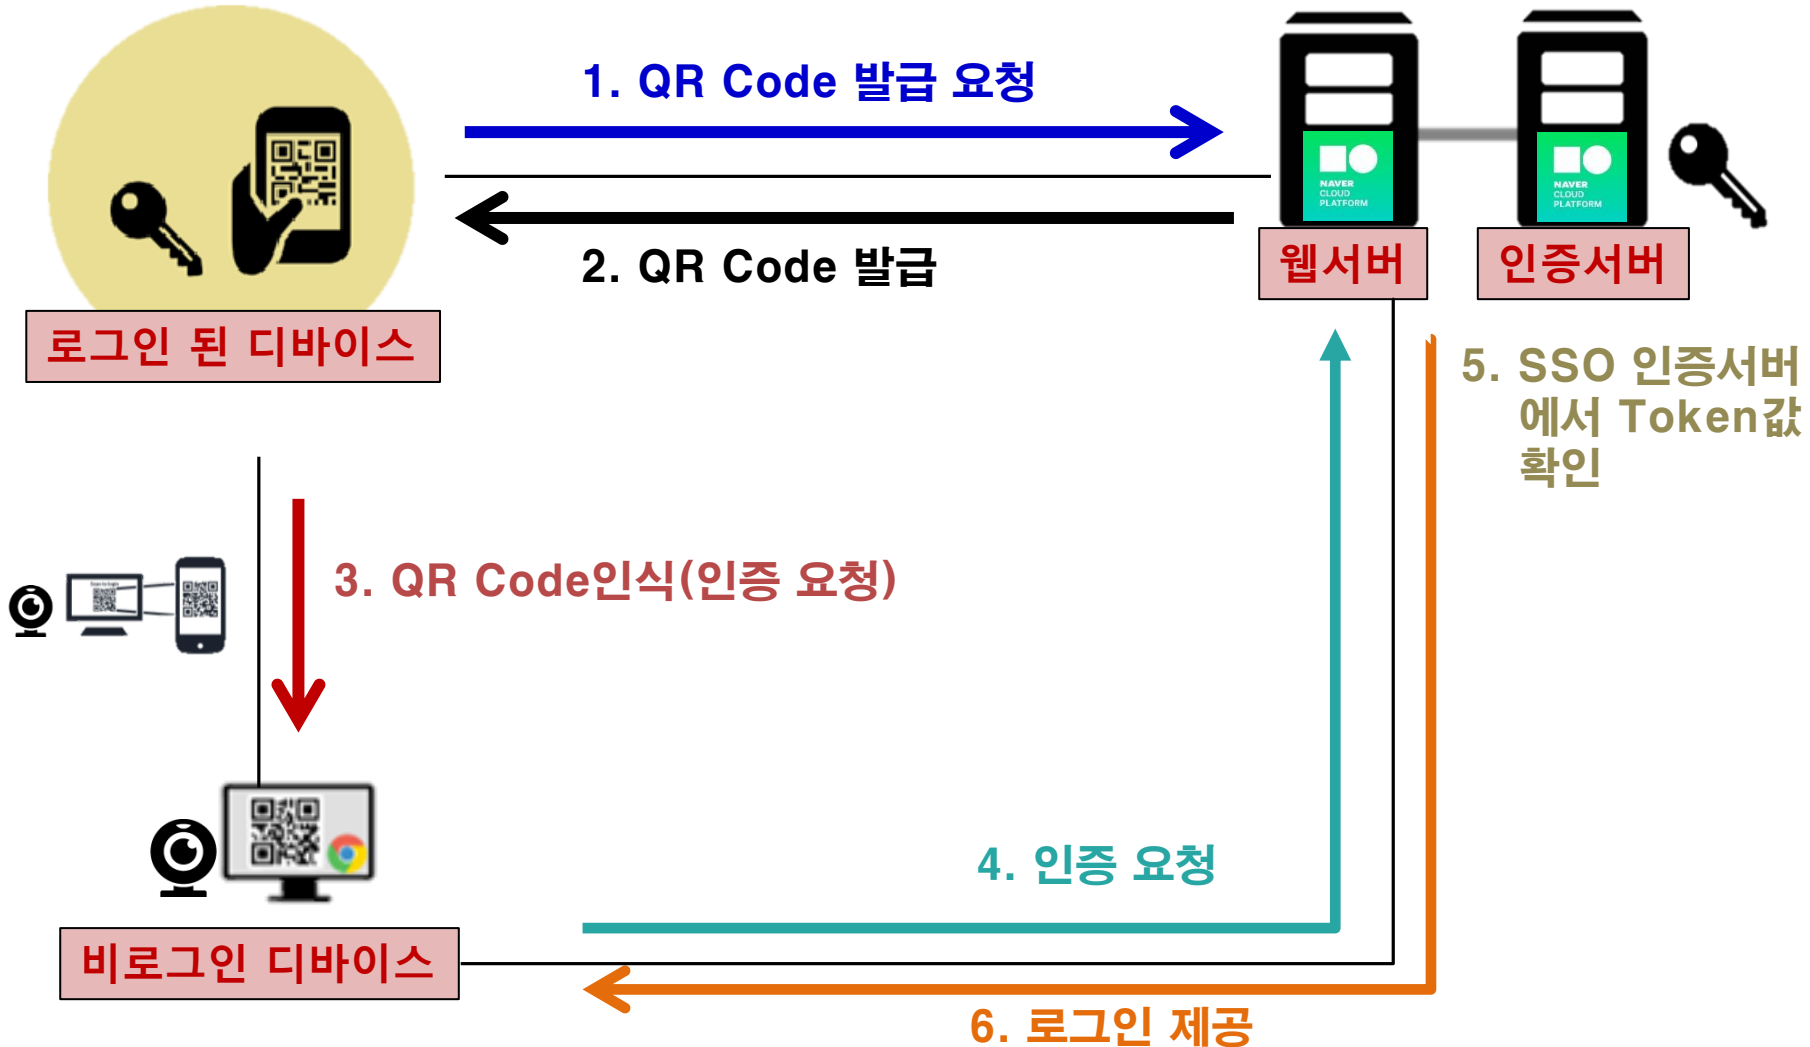 1. QR Code 발급 요청
2. QR Code 발급
NAVER
CLOUD
PLATFORM
NAVER
CLOUD
PLATFORM
웹서버
인증서버
로그인 된 디바이스
5. SSO 인증서버
에서 Token값
확인
3. QR Code인식(인증 요청)
4. 인증 요청
비로그인 디바이스
6. 로그인 제공